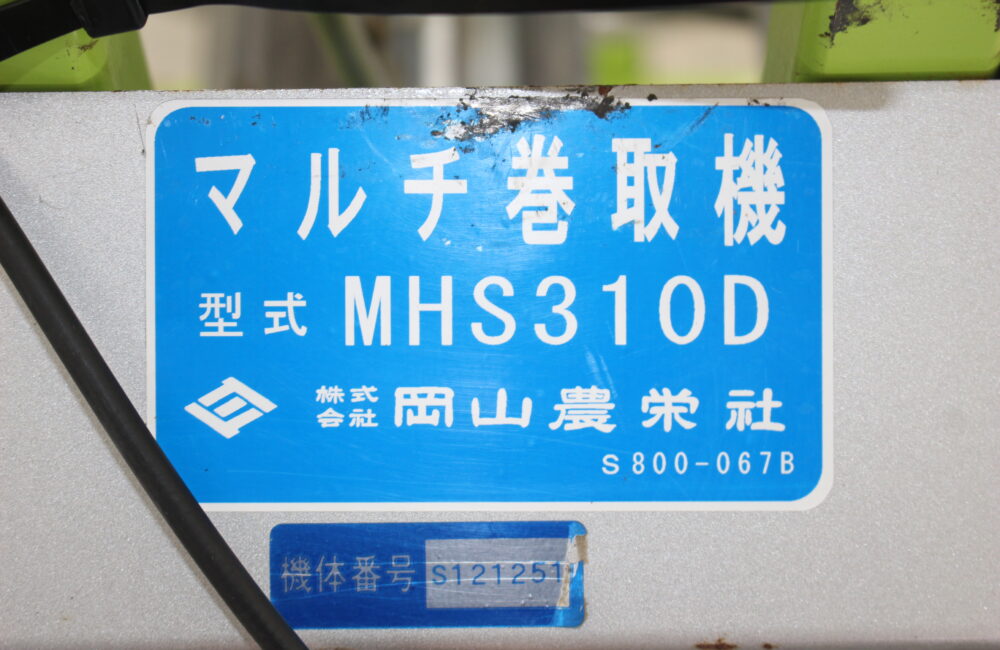 マルチ巻取機
型式 MHS310D
株式会社 岡山農栄社
S800-067B
機体番号 S121251